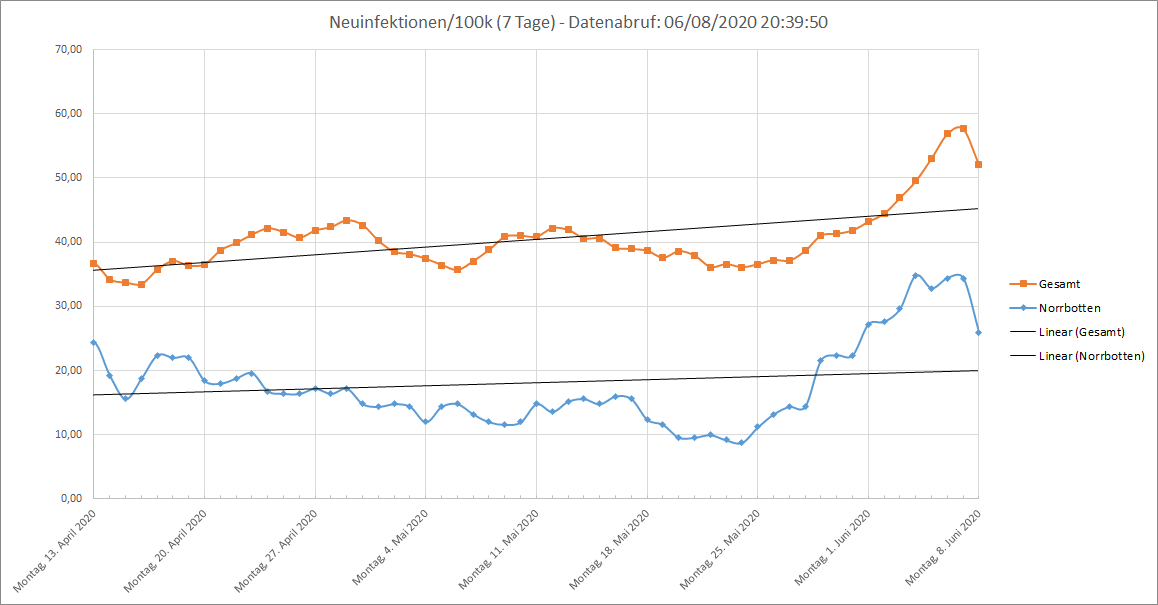 Neuinfektionen/100k (7 Tage) - Datenabruf: 06/08/2020 20:39:50
70,00
60,00
50,00
40,00
30,00
20,00
10,00
0,00
Montag, 13. April 2020
Montag, 20. April 2020
Montag, 27. April 2020
Montag, 4. Mai 2020
Montag, 11. Mai 2020
Montag, 18. Mai 2020
Montag, 25. Mai 2020
Montag, 1. Juni 2020
Montag, 8. Juni 2020
Gesamt
Norrbotten
Linear (Gesamt)
Linear (Norrbotten)